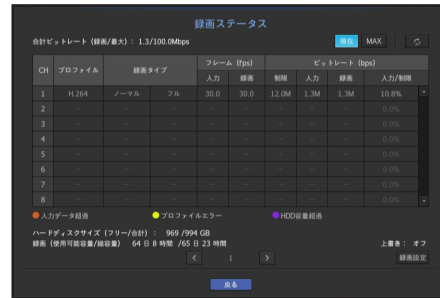 録画ステータス
合計ビットレート (録画/最大) : 1.3/100.0Mbps 現在 MAX
CH プロファイル 録画タイプ フレーム (fps) ビットレート (bps)
入力 録画 制限 入力 録画 入力/制限
1 H.264 ノーマル フル 30.0 30.0 12.0M 1.3M 1.3M 10.8%
2 -- -- -- -- -- -- -- -- 0.0%
3 -- -- -- -- -- -- -- -- 0.0%
4 -- -- -- -- -- -- -- -- 0.0%
5 -- -- -- -- -- -- -- -- 0.0%
6 -- -- -- -- -- -- -- -- 0.0%
7 -- -- -- -- -- -- -- -- 0.0%
8 -- -- -- -- -- -- -- -- 0.0%
入力データ超過 プロファイルエラー HDD容量超過
ハードディスクサイズ (フリー/合計) : 969 /994 GB
録画 (使用可能容量/総容量) 64 日 8 時間 /65 日 23 時間 上書き : オフ
< 1 > 録画設定
戻る